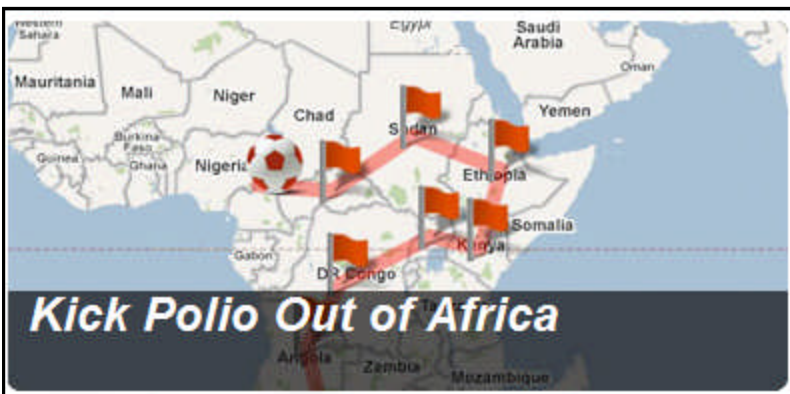 Western
Sahara
Egypt
Saudi
Arabia
Oman
Mauritania
Mali
Niger
Chad
Sudan
Yemen
Burkina
Faso
Guinea
Ghana
Nigeria
Ethiopia
Somalia
Kenya
Gabon
DR Congo
Kick Polio Out of Africa
Angola
Zambia
Mozambique